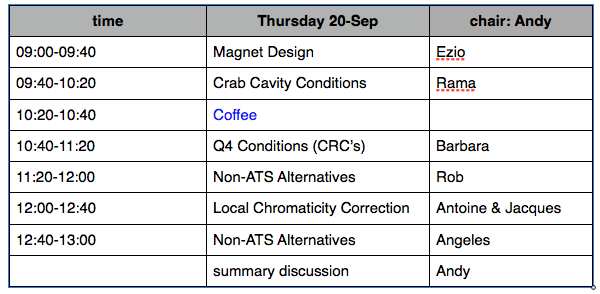 time Thursday 20-Sep chair: Andy
09:00-09:40 Magnet Design Ezio
09:40-10:20 Crab Cavity Conditions Rama
10:20-10:40 Coffee
10:40-11:20 Q4 Conditions (CRC's) Barbara
11:20-12:00 Non-ATS Alternatives Rob
12:00-12:40 Local Chromaticity Correction Antoine & Jacques
12:40-13:00 Non-ATS Alternatives Angeles
summary discussion Andy